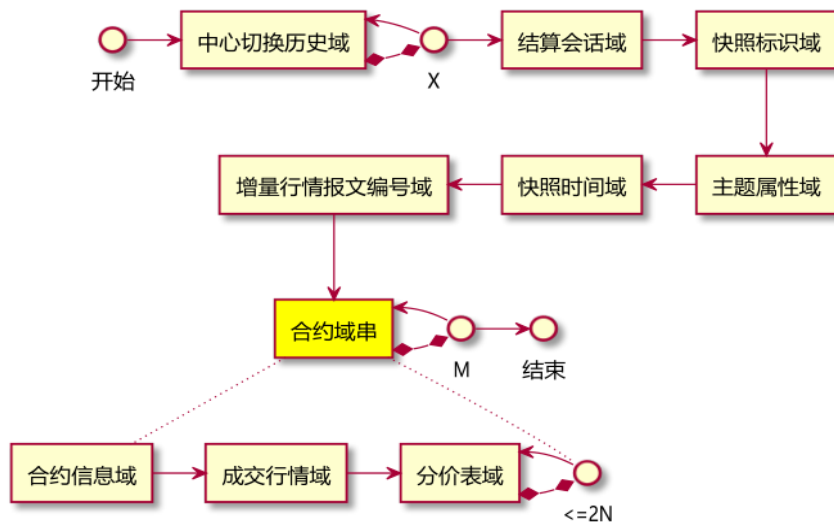 中心切换历史域
结算会话域
快照标识域
开始
X
增量行情报文编号域
快照时间域
主题属性域
合约域串
M
结束
合约信息域
成交行情域
分价表域
<=2N